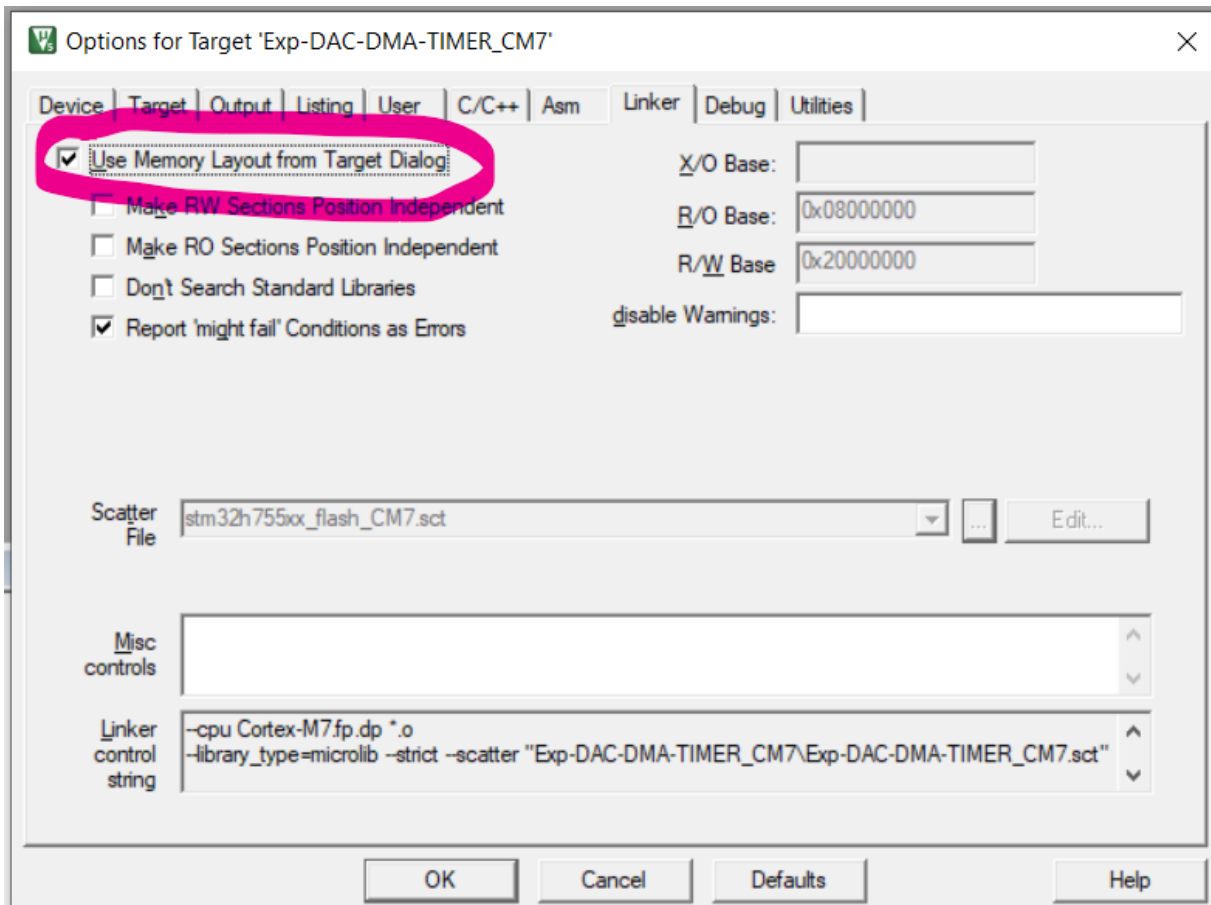 Options for Target 'Exp-DAC-DMA-TIMER_CM7'
Device Target Output Listing User C/C++ Asm Linker Debug Utilities
Use Memory Layout from Target Dialog
Make RW Sections Position Independent
Make RO Sections Position Independent
Don't Search Standard Libraries
Report 'might fail' Conditions as Errors
X/O Base:
R/O Base: 0x08000000
R/W Base 0x20000000
disable Warnings:
Scatter
File
stm32h755xx_flash_CM7.sct
...
Edit...
Misc
controls
Linker
control
string
--cpu Cortex-M7.fp.dp *.o
--library_type=microlib --strict --scatter "Exp-DAC-DMA-TIMER_CM7\Exp-DAC-DMA-TIMER_CM7.sct"
OK Cancel Defaults Help